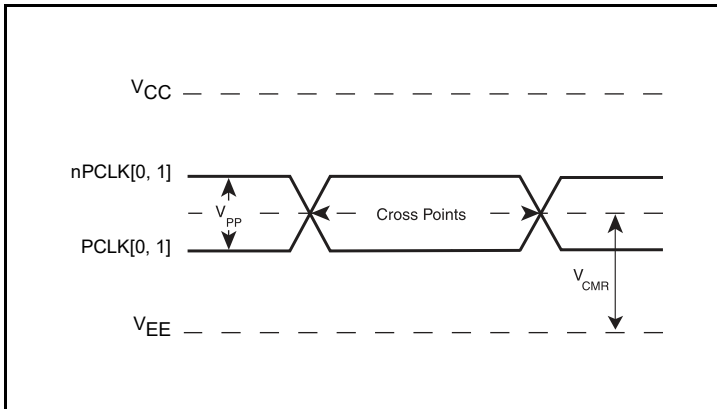 VCC
nPCLK[0, 1]
VPP
Cross Points
PCLK[0, 1]
VCMR
VEE